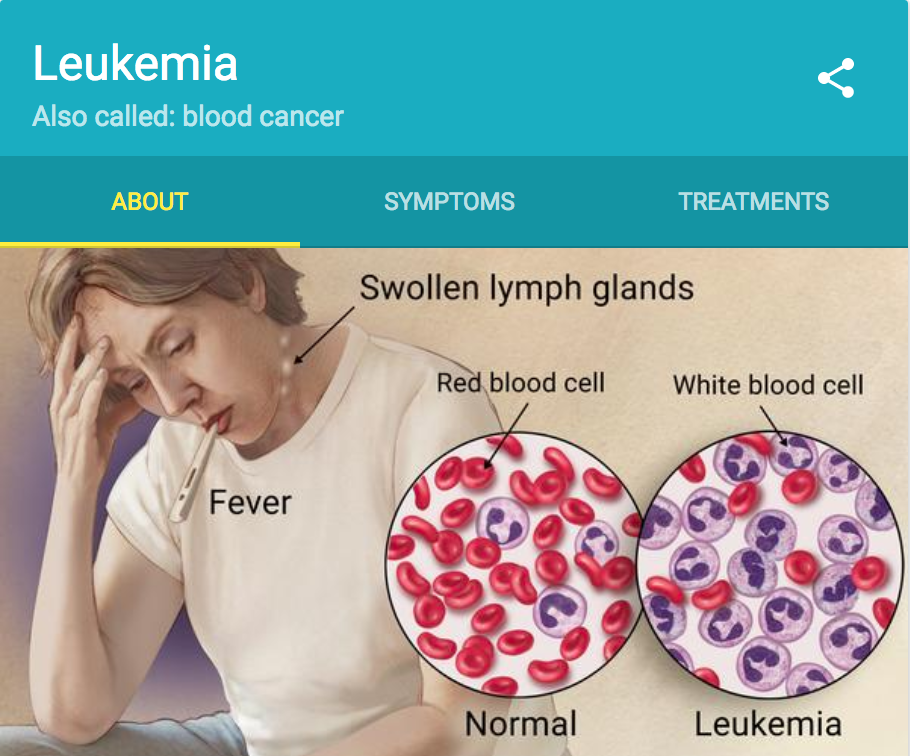 Leukemia
Also called: blood cancer
ABOUT
SYMPTOMS
TREATMENTS
Swollen lymph glands
Red blood cell
White blood cell
Fever
Normal
Leukemia